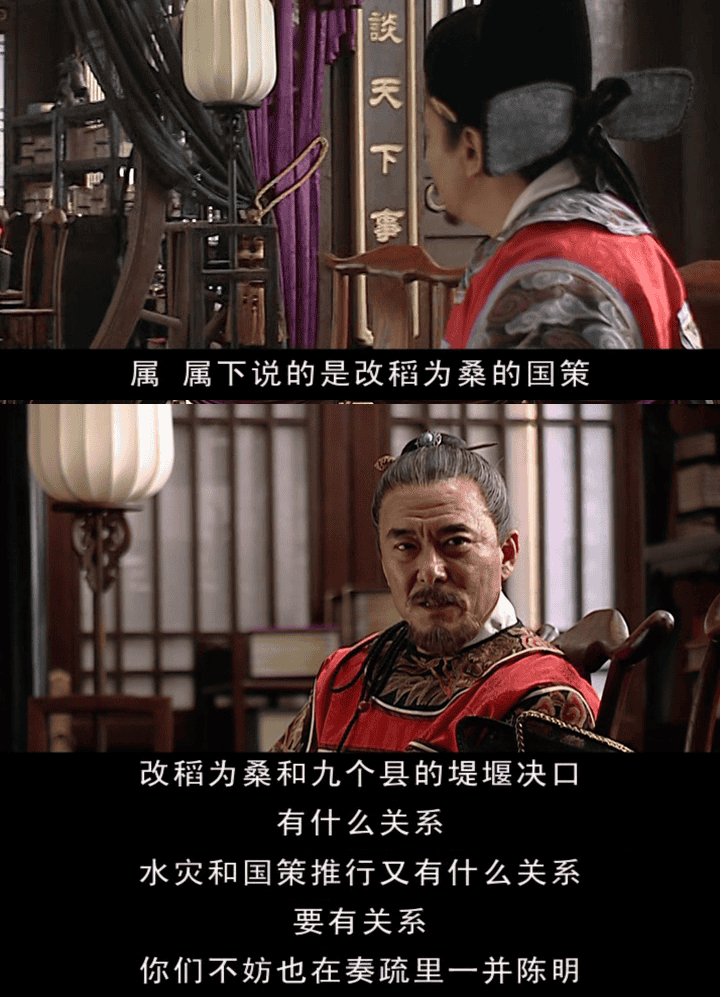 談天下事
属 属下说的是改稻为桑的国策
改稻为桑和九个县的堤堰决口
有什么关系
水灾和国策推行又有什么关系
要有关系
你们不妨也在奏疏里一并陈明